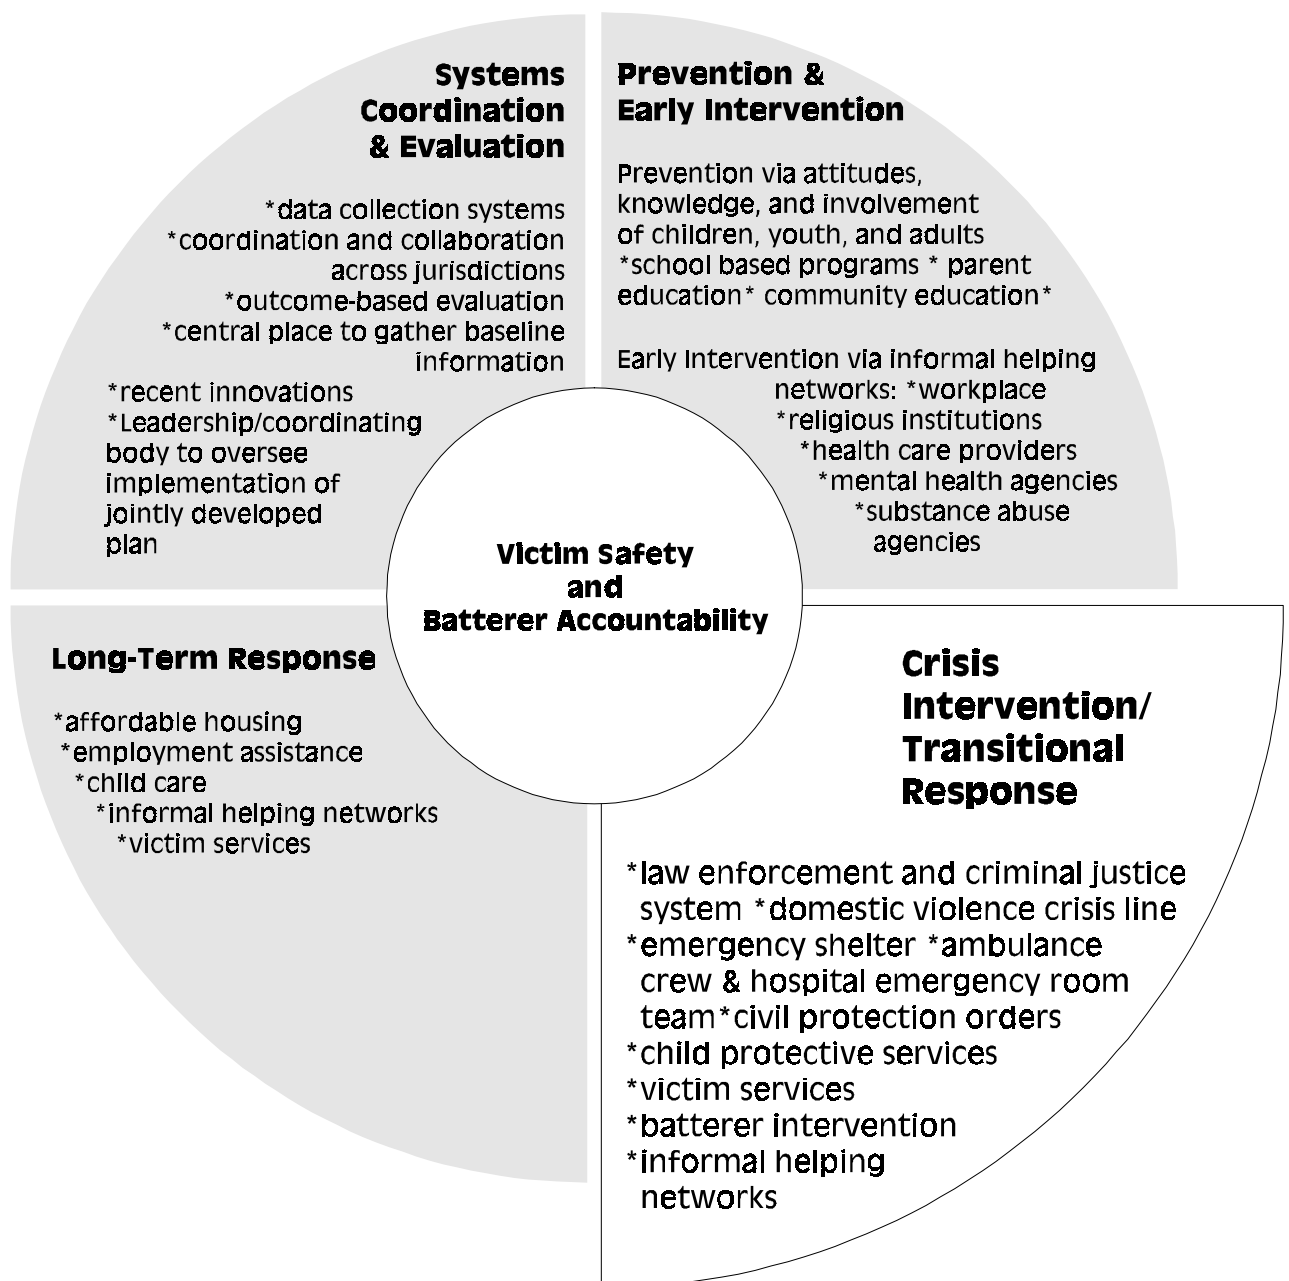 Systems
Coordination
& Evaluation
*data collection systems
*coordination and collaboration
across jurisdictions
*outcome-based evaluation
*central place to gather baseline
information
*recent innovations
*Leadership/coordinating
body to oversee
implementation of
jointly developed
plan
Prevention &
Early Intervention
Prevention via attitudes,
knowledge, and involvement
of children, youth, and adults
*school based programs * parent
education* community education*
Early Intervention via informal helping
networks: *workplace
*religious institutions
*health care providers
*mental health agencies
*substance abuse
agencies
Victim Safety
and
Batterer Accountability
Long-Term Response
*affordable housing
*employment assistance
*child care
*informal helping networks
*victim services
Crisis
Intervention/
Transitional
Response
*law enforcement and criminal justice
system *domestic violence crisis line
*emergency shelter *ambulance
crew & hospital emergency room
team*civil protection orders
*child protective services
*victim services
*batterer intervention
*informal helping
networks